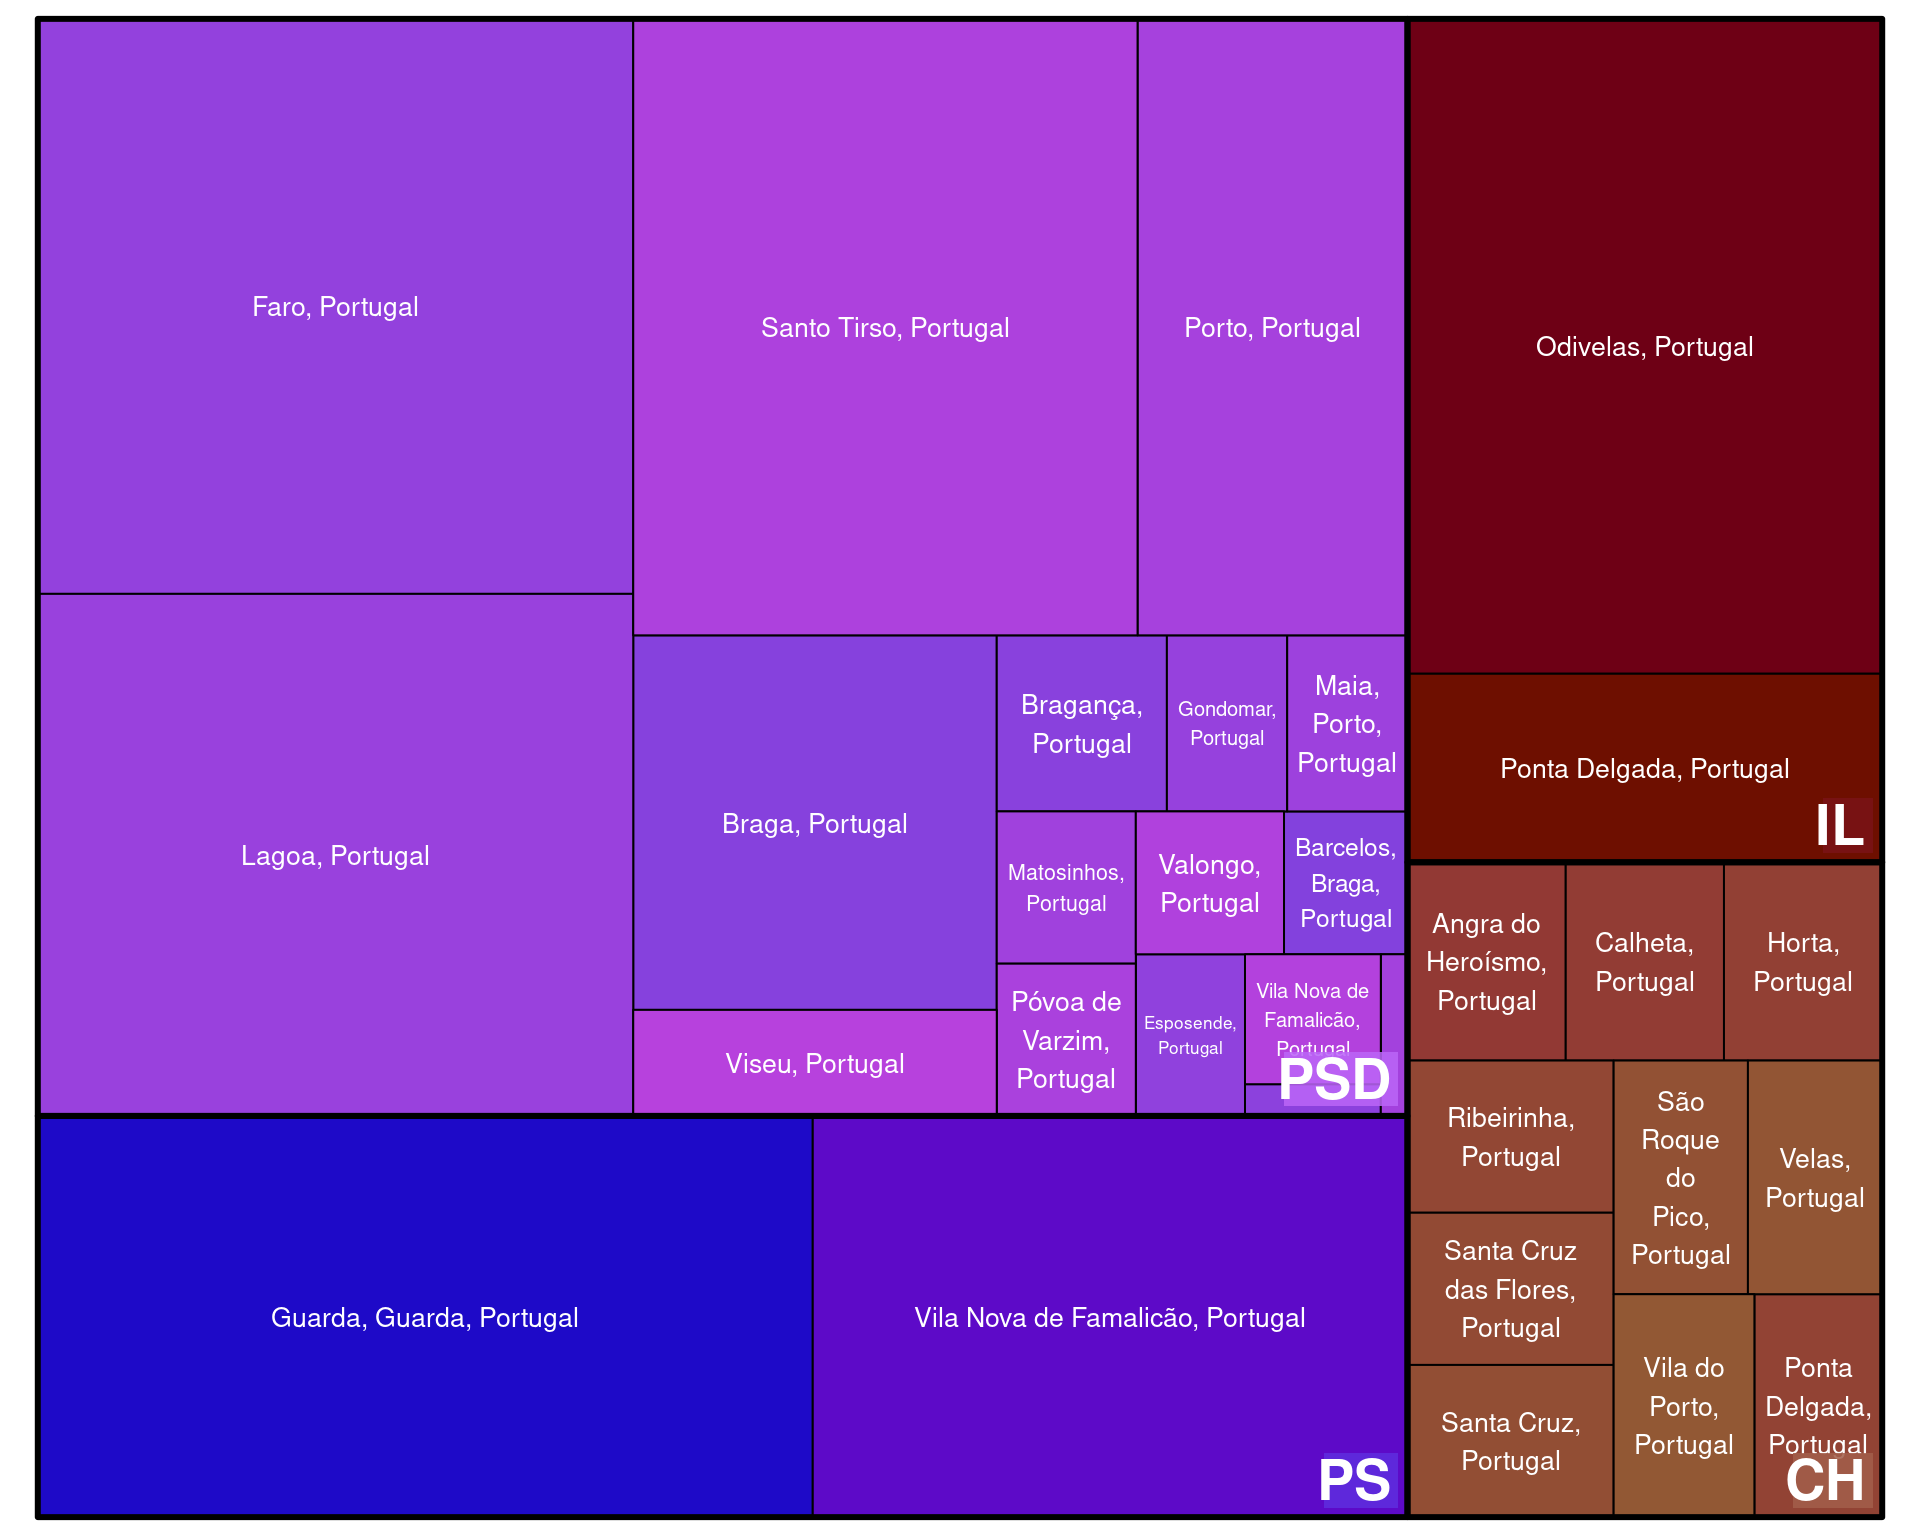 Faro, Portugal
Santo Tirso, Portugal
Porto, Portugal
Odivelas, Portugal
Lagoa, Portugal
Braga, Portugal
Bragança,
Portugal
Gondomar,
Portugal
Maia,
Porto,
Portugal
Ponta Delgada, Portugal
IL
Matosinhos,
Portugal
Valongo,
Portugal
Barcelos,
Braga,
Portugal
Viseu, Portugal
Póvoa de
Varzim,
Portugal
Esposende,
Portugal
Vila Nova de
Famalicão,
Portugal
PSD
Angra do
Heroísmo,
Portugal
Calheta,
Portugal
Horta,
Portugal
Ribeirinha,
Portugal
São
Roque
do
Pico,
Portugal
Velas,
Portugal
Santa Cruz
das Flores,
Portugal
Santa Cruz,
Portugal
Vila do
Porto,
Portugal
Ponta
Delgada,
Portugal
CH
Guarda, Guarda, Portugal
Vila Nova de Famalicão, Portugal
PS